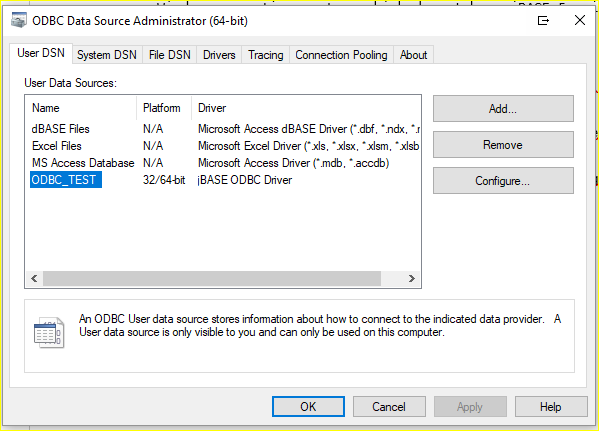 ODBC Data Source Administrator (64-bit)
User DSN System DSN File DSN Drivers Tracing Connection Pooling About
User Data Sources:
Name Platform Driver
dBASE Files N/A Microsoft Access dBASE Driver (*.dbf, *.ndx, *.r
Excel Files N/A Microsoft Excel Driver (*.xls, *.xlsx, *.xlsm, *.xlsb
MS Access Database N/A Microsoft Access Driver (*.mdb, *.accdb)
ODBC_TEST 32/64-bit jBASE ODBC Driver
Add...
Remove
Configure...
An ODBC User data source stores information about how to connect to the indicated data provider. A
User data source is only visible to you and can only be used on this computer.
OK Cancel Apply Help